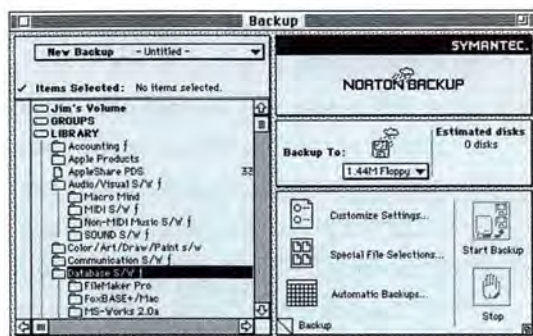 Backup
New Backup - Untitled -
✓ Items Selected: No items selected.
Jim's Volume
GROUPS
LIBRARY
Accounting ƒ
Apple Products
AppleShare PDS 32
Audio/Visual S/W ƒ
Macro Mind
MIDI S/W ƒ
Non-MIDI Music S/W ƒ
SOUND S/W ƒ
Color/Art/Draw/Paint s/w
Communication S/W ƒ
Database S/W ƒ
FileMaker Pro
FoxBASE+/Mac
MS-Works 2.0a
SYMANTEC.
NORTON BACKUP
Backup To:
1.44M Floppy
Estimated disks
0 disks
Customize Settings...
Special File Selections...
Automatic Backups...
Start Backup
Stop
Backup